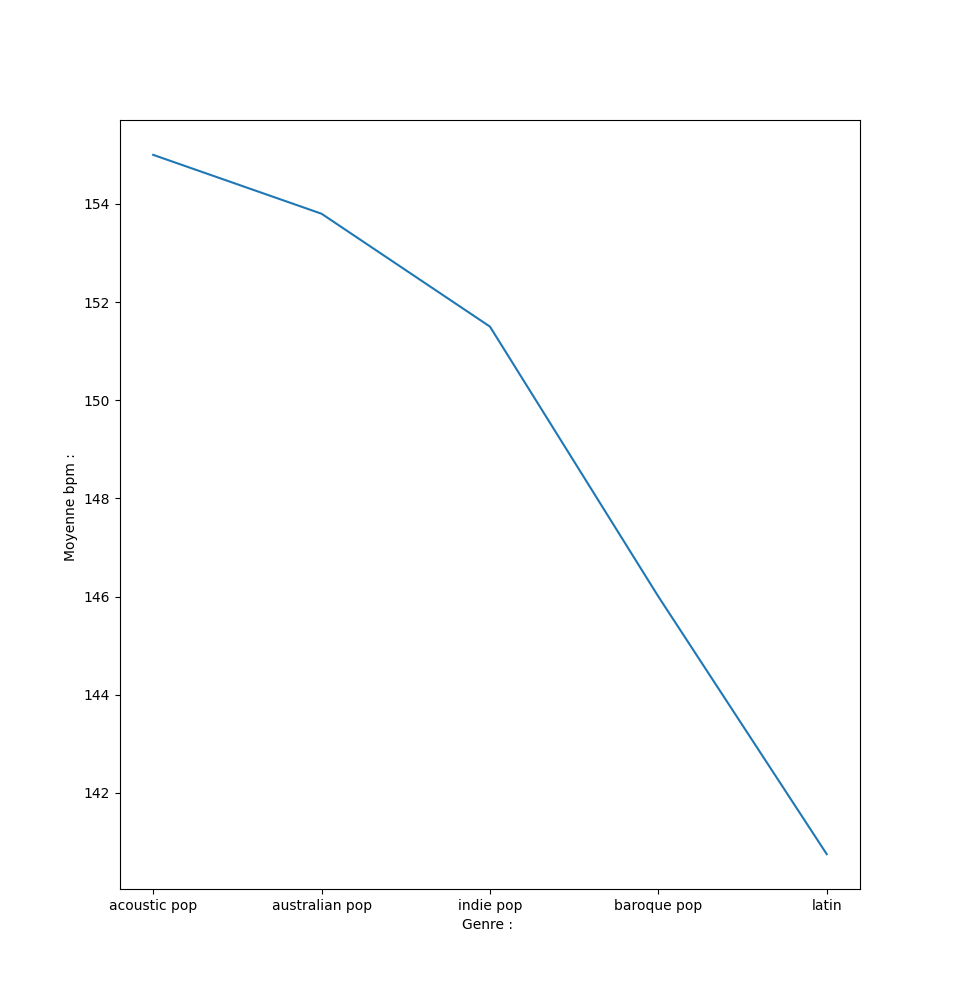 154
152
150
148
146
144
142
Moyenne bpm :
acoustic pop australian pop indie pop baroque pop latin
Genre :